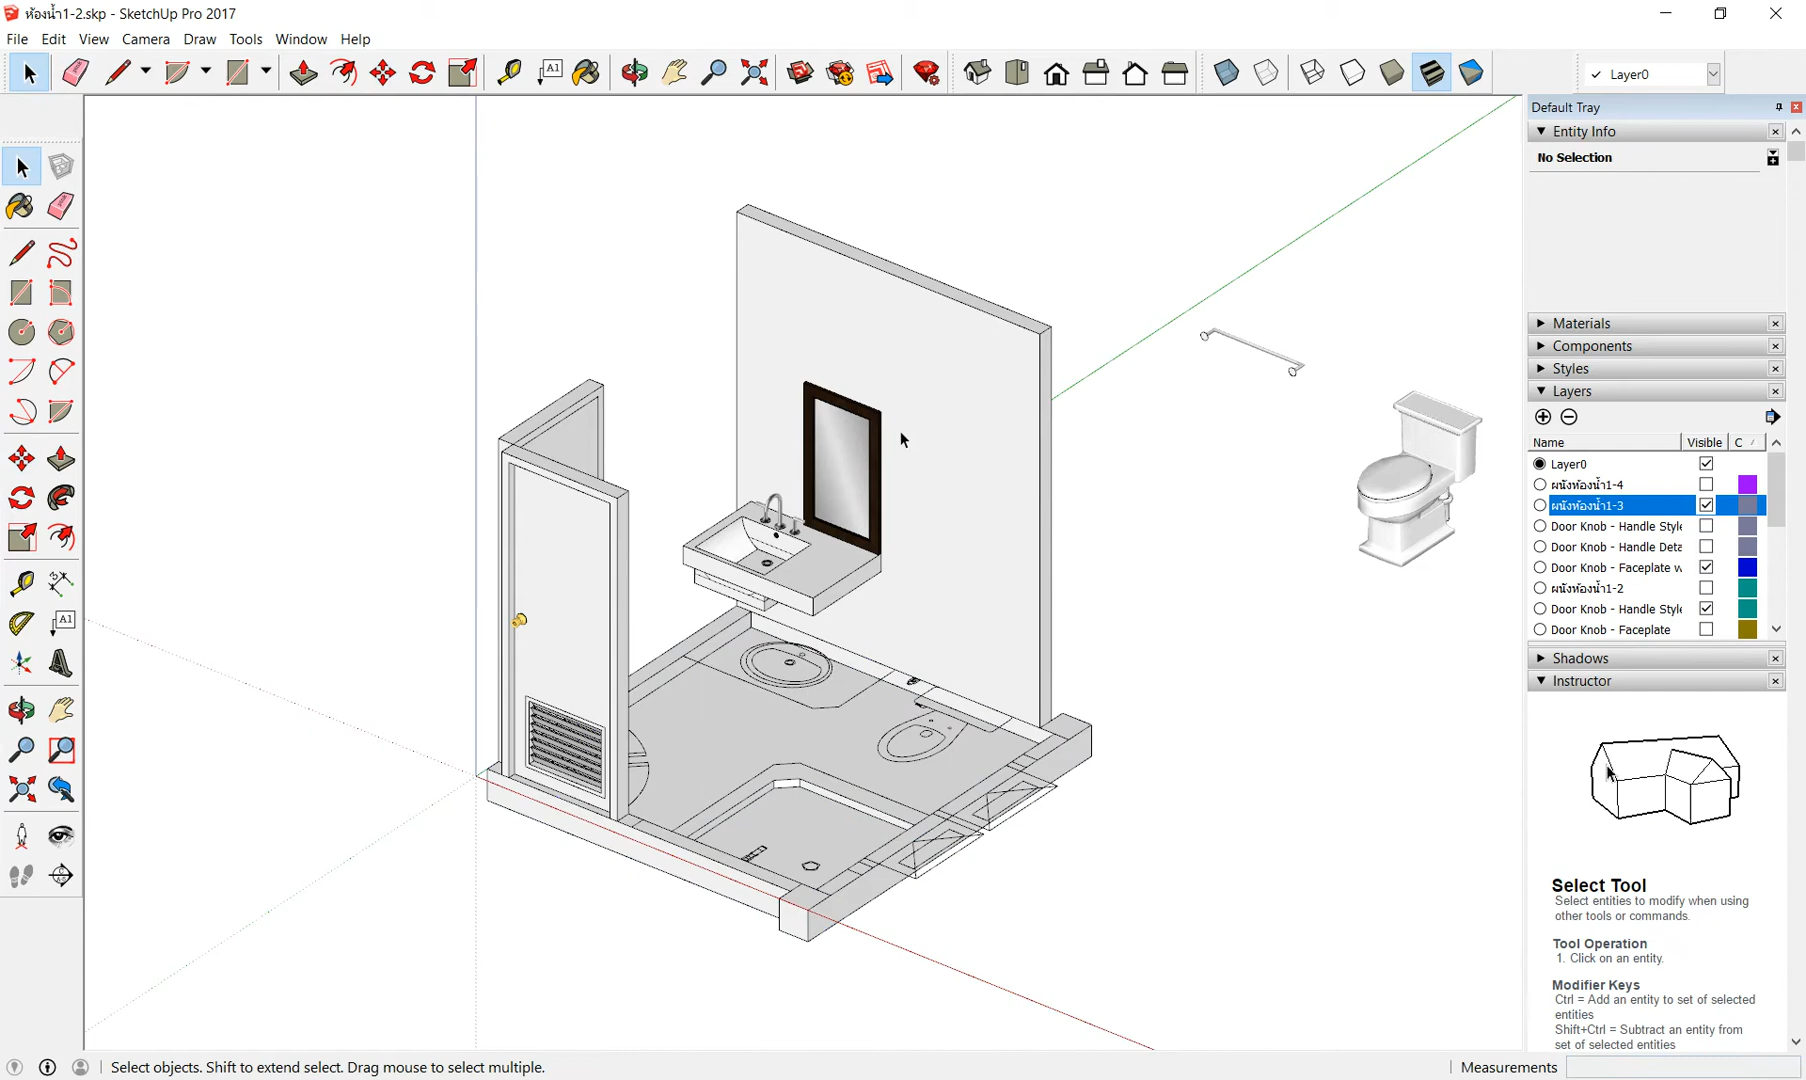 ห้องน้ำ1-2.skp - SketchUp Pro 2017
File Edit View Camera Draw Tools Window Help
A1
✓ Layer0
Default Tray
Entity Info
No Selection
Materials
Components
Styles
Layers
Name Visible C
Layer0
ผนังห้องน้ำ1-4
ผนังห้องน้ำ1-3
Door Knob - Handle Style
Door Knob - Handle Deta
Door Knob - Faceplate w
ผนังห้องน้ำ1-2
Door Knob - Handle Style
Door Knob - Faceplate
A1
Shadows
Instructor
Select Tool
Select entities to modify when using
other tools or commands.
Tool Operation
1. Click on an entity.
Modifier Keys
Ctrl = Add an entity to set of selected
entities
Shift+Ctrl = Subtract an entity from
set of selected entities
Select objects. Shift to extend select. Drag mouse to select multiple.
Measurements